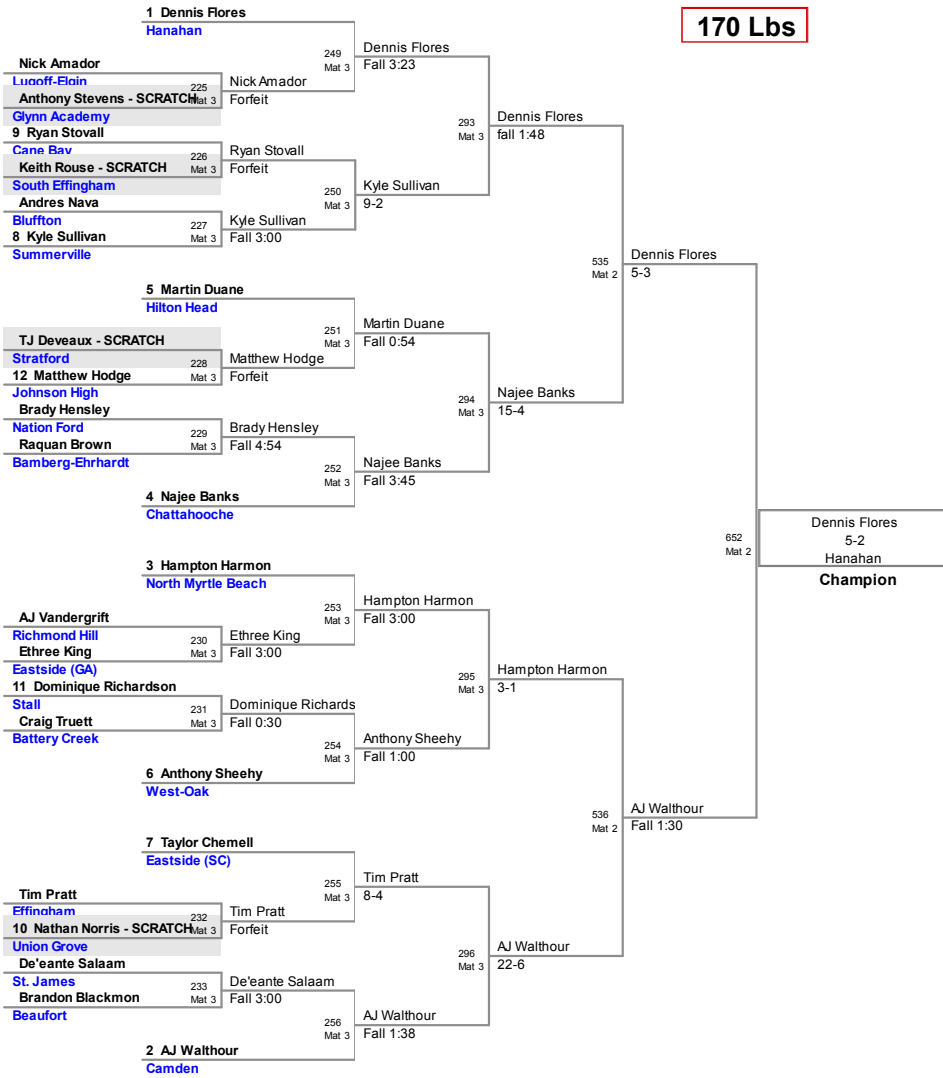 170 Lbs
1 Dennis Flores
Hanahan
249
Mat 3
Dennis Flores
Fall 3:23
Nick Amador
Lugoff-Elgin
225
Mat 3
Nick Amador
Forfeit
Anthony Stevens - SCRATCH
Glynn Academy
293
Mat 3
Dennis Flores
fall 1:48
9 Ryan Stovall
Cane Bay
226
Mat 3
Ryan Stovall
Forfeit
Keith Rouse - SCRATCH
South Effingham
250
Mat 3
Kyle Sullivan
9-2
Andres Nava
Bluffton
227
Mat 3
Kyle Sullivan
Fall 3:00
8 Kyle Sullivan
Summerville
535
Mat 2
Dennis Flores
5-3
5 Martin Duane
Hilton Head
251
Mat 3
Martin Duane
Fall 0:54
TJ Deveaux - SCRATCH
Stratford
228
Mat 3
Matthew Hodge
Forfeit
12 Matthew Hodge
Johnson High
294
Mat 3
Najee Banks
15-4
Brady Hensley
Nation Ford
229
Mat 3
Brady Hensley
Fall 4:54
Raquan Brown
Bamberg-Ehrhardt
252
Mat 3
Najee Banks
Fall 3:45
4 Najee Banks
Chattahooche
652
Mat 2
Dennis Flores
5-2
Hanahan
Champion
3 Hampton Harmon
North Myrtle Beach
253
Mat 3
Hampton Harmon
Fall 3:00
AJ Vandergrift
Richmond Hill
230
Mat 3
Ethree King
Fall 3:00
Ethree King
Eastside (GA)
295
Mat 3
Hampton Harmon
3-1
11 Dominique Richardson
Stall
231
Mat 3
Dominique Richards
Fall 0:30
Craig Truett
Battery Creek
254
Mat 3
Anthony Sheehy
Fall 1:00
6 Anthony Sheehy
West-Oak
536
Mat 2
AJ Walthour
Fall 1:30
7 Taylor Chemell
Eastside (SC)
255
Mat 3
Tim Pratt
8-4
Tim Pratt
Effingham
232
Mat 3
Tim Pratt
Forfeit
10 Nathan Norris - SCRATCH
Union Grove
296
Mat 3
AJ Walthour
22-6
De'eante Salaam
St. James
233
Mat 3
De'eante Salaam
Fall 3:00
Brandon Blackmon
Beaufort
256
Mat 3
AJ Walthour
Fall 1:38
2 AJ Walthour
Camden